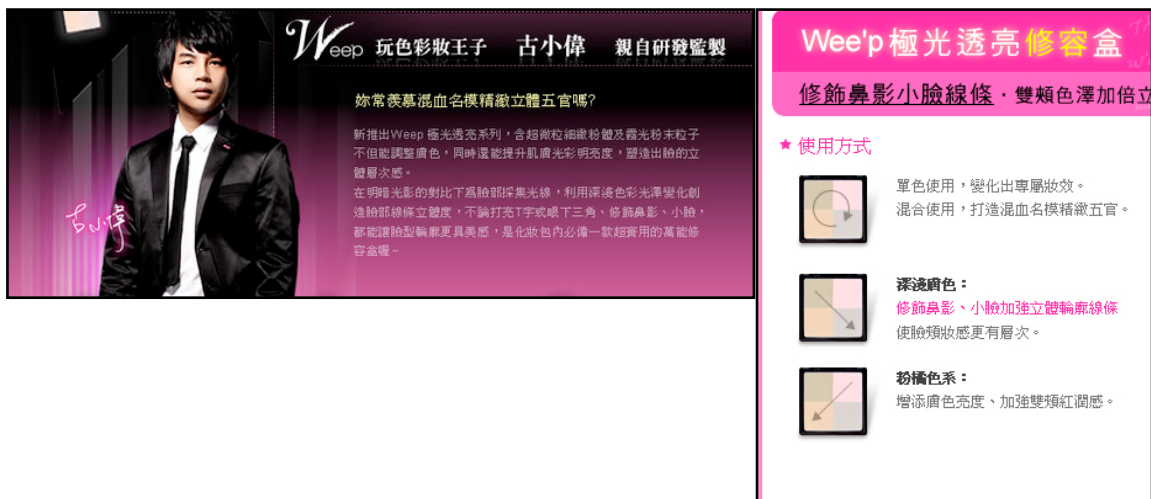 Weep 玩色彩妝王子 古小偉 親自研發監製
妳常羨慕混血名模精緻立體五官嗎?
新推出Weep 極光透亮系列，含超微粒細緻粉體及霧光粉末粒子
不但能調整膚色，同時還能提升肌膚光彩明亮度，塑造出臉的立
體層次感。
在明暗光影的對比下爲臉部採集光線，利用深淺色彩光澤變化創
造臉部線條立體度，不論打亮T字或眼下三角、修飾鼻影、小臉，
都能讓臉型輪廓更具美感，是化妝包內必備一款超實用的萬能修
容盒喔~
古小偉
Wee'p極光透亮修容盒
修飾鼻影小臉線條．雙頰色澤加倍立
★ 使用方式
單色使用，變化出專屬妝效。
混合使用，打造混血名模精緻五官。
深淺膚色：
修飾鼻影、小臉加強立體輪廓線條
使臉頰妝感更有層次。
粉橘色系：
增添膚色亮度、加強雙頰紅潤感。